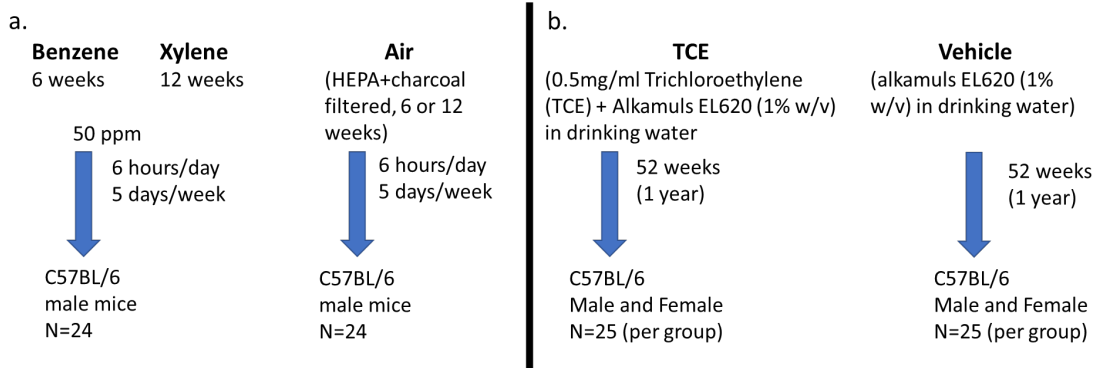 a.
Benzene
6 weeks
Xylene
12 weeks
50 ppm
6 hours/day
5 days/week
C57BL/6
male mice
N=24
Air
(HEPA+charcoal
filtered, 6 or 12
weeks)
6 hours/day
5 days/week
C57BL/6
male mice
N=24
b.
TCE
(0.5mg/ml Trichloroethylene
(TCE) + Alkamuls EL620 (1% w/v)
in drinking water
52 weeks
(1 year)
C57BL/6
Male and Female
N=25 (per group)
Vehicle
(alkamuls EL620 (1%
w/v) in drinking water)
52 weeks
(1 year)
C57BL/6
Male and Female
N=25 (per group)